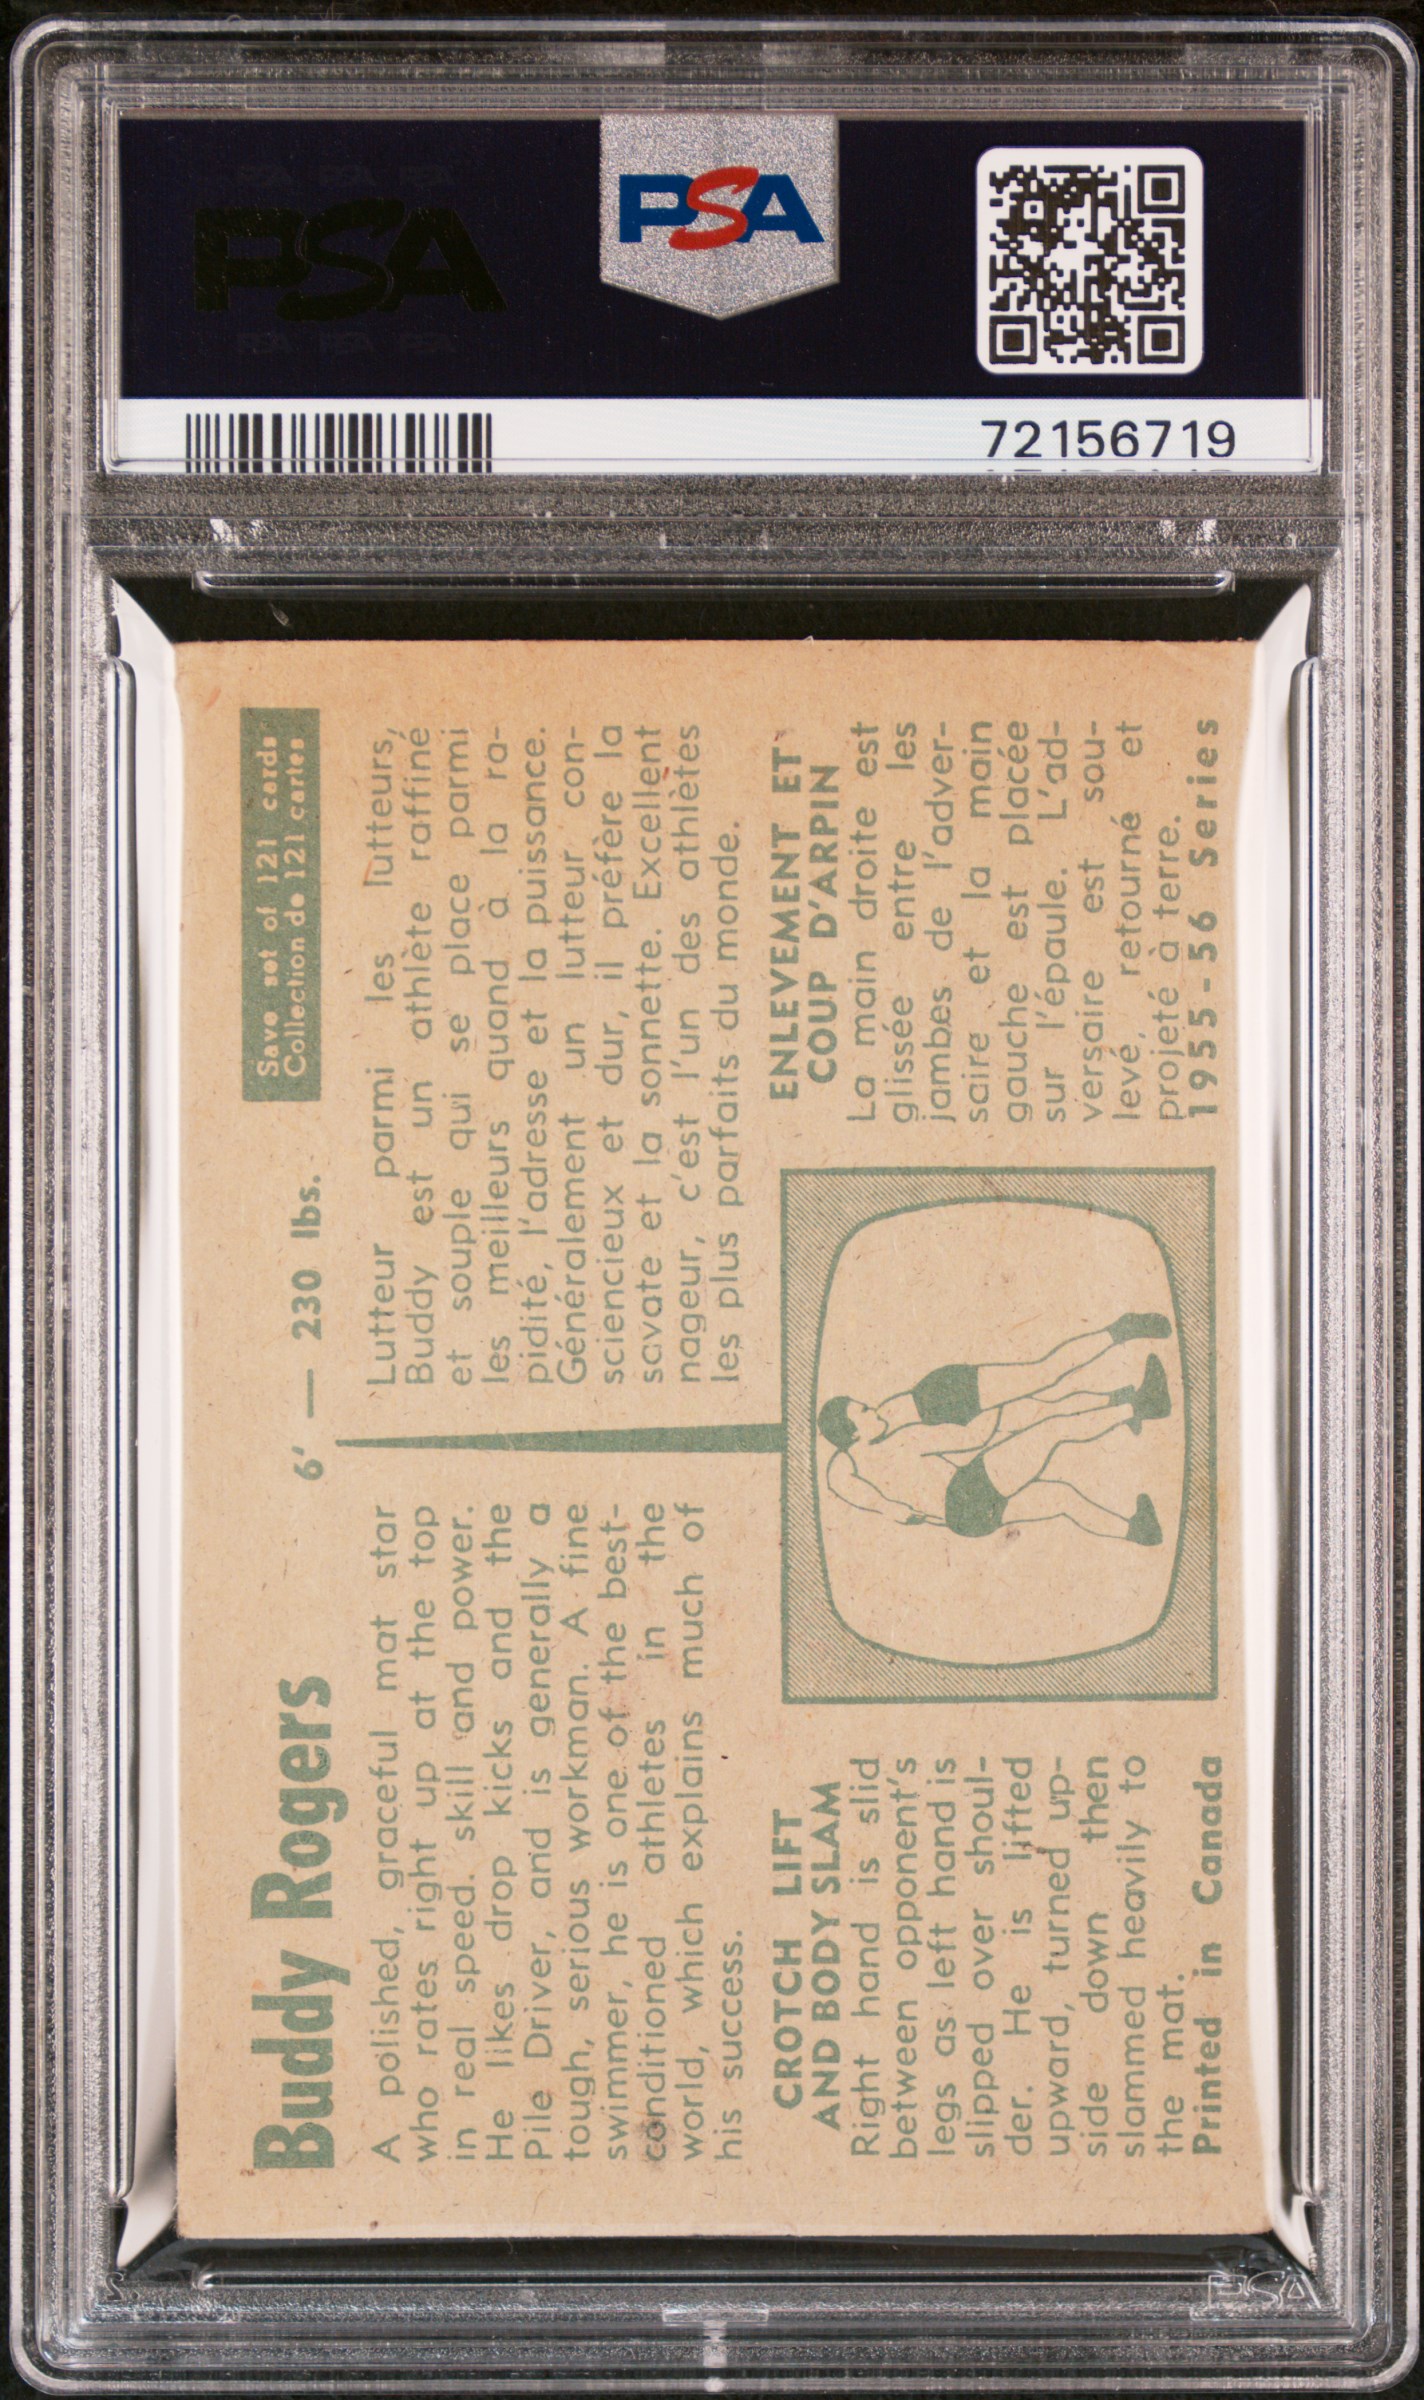 PSA
PSA
72156719
Buddy Rogers
6' — 230 lbs.
Save set of 121 cards
Collection de 121 cartes
A polished, graceful mat star
who rates right up at the top
in real speed. skill and power.
He likes drop kicks and the
Pile Driver, and is generally a
tough, serious workman. A fine
swimmer, he is one of the best-
conditioned athletes in the
world, which explains much of
his success.
Lutteur parmi les lutteurs,
Buddy est un athlète raffiné
et souple qui se place parmi
les meilleurs quand à la ra-
pidité, l'adresse et la puissance.
Généralement un lutteur con-
sciencieux et dur, il préfère la
savate et la sonnette. Excellent
nageur, c'est l'un des athlètes
les plus parfaits du monde.
CROTCH LIFT
AND BODY SLAM
Right hand is slid
between opponent's
legs as left hand is
slipped over shoul-
der. He is lifted
upward, turned up-
side down then
slammed heavily to
the mat.
Printed in Canada
ENLEVEMENT ET
COUP D'ARPIN
La main droite est
glissée entre les
jambes de l'adver-
saire et la main
gauche est placée
sur l'épaule. L'ad-
versaire est sou-
levé, retourné et
projeté à terre.
1955-56 Series
PSA